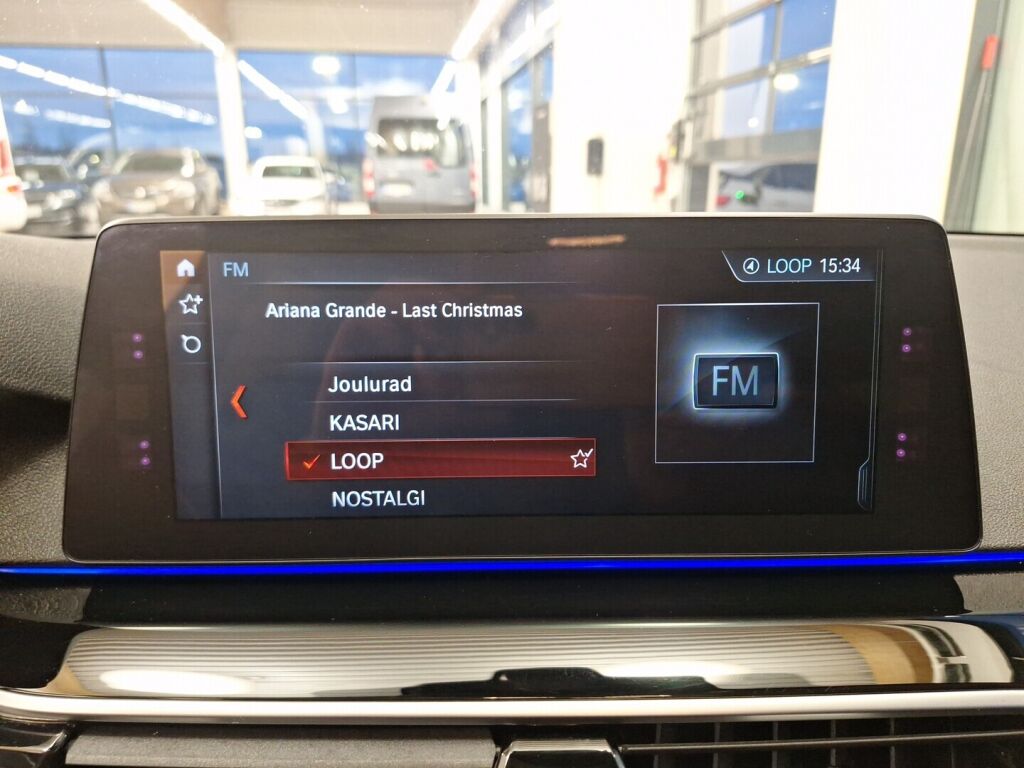 FM
LOOP 15:34
Ariana Grande - Last Christmas
Joulurad
KASARI
LOOP
NOSTALGI
FM